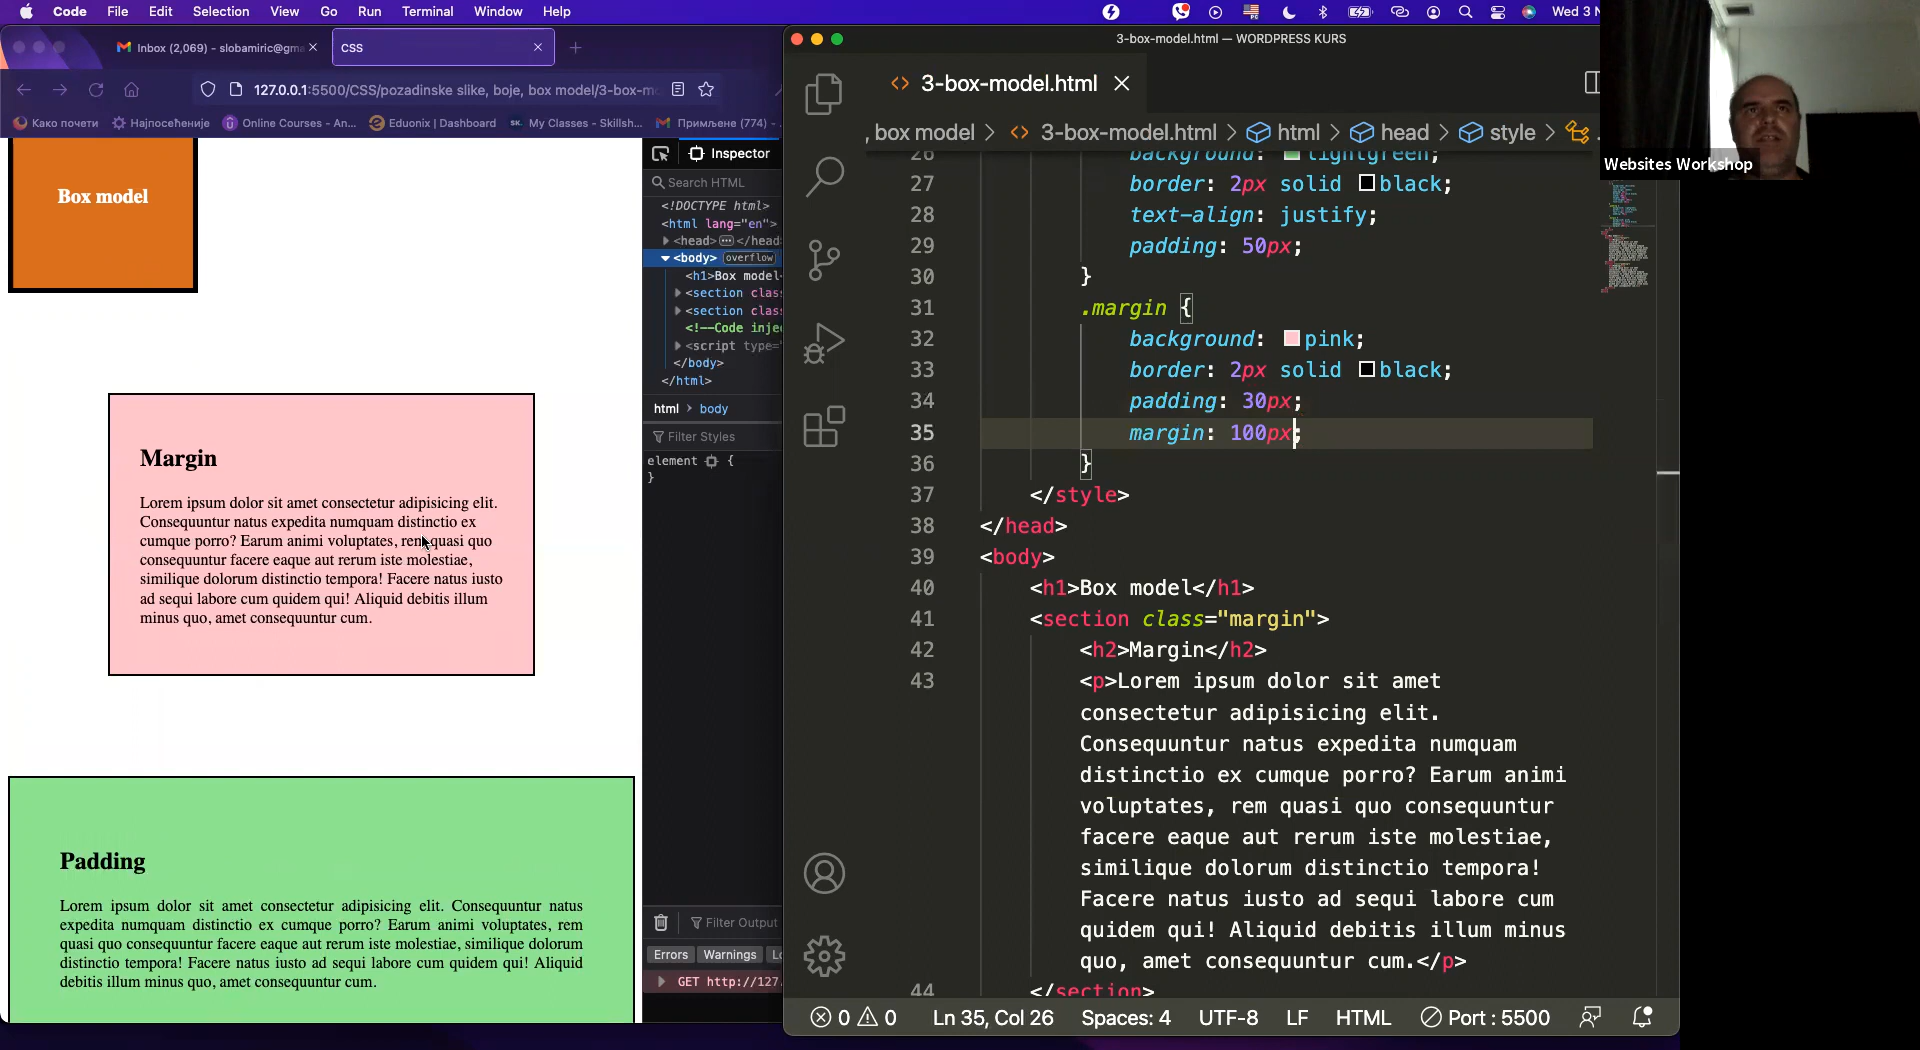 Code File Edit Selection View Go Run Terminal Window Help
Wed 3 N
Inbox (2,069) - slobamiric@gma
CSS
127.0.0.1:5500/CSS/pozadinske slike, boje, box model/3-box-m
Како почети Најпосећеније Online Courses - An... Eduonix | Dashboard My Classes - Skillsh... Примљене (774) -
Box model
Margin
Lorem ipsum dolor sit amet consectetur adipisicing elit.
Consequuntur natus expedita numquam distinctio ex
cumque porro? Earum animi voluptates, rem quasi quo
consequuntur facere eaque aut rerum iste molestiae,
similique dolorum distinctio tempora! Facere natus iusto
ad sequi labore cum quidem qui! Aliquid debitis illum
minus quo, amet consequuntur cum.
Padding
Lorem ipsum dolor sit amet consectetur adipisicing elit. Consequuntur natus
expedita numquam distinctio ex cumque porro? Earum animi voluptates, rem
quasi quo consequuntur facere eaque aut rerum iste molestiae, similique dolorum
distinctio tempora! Facere natus iusto ad sequi labore cum quidem qui! Aliquid
debitis illum minus quo, amet consequuntur cum.
Inspector
Search HTML
<!DOCTYPE html>
<html lang="en">
<head> </head>
<body> overflow
<h1>Box model
<section clas
<section clas
<!--Code inje
<script type="
</body>
</html>
html > body
Filter Styles
element {
}
Filter Output
Errors Warnings Lo
GET http://127.
3-box-model.html — WORDPRESS KURS
3-box-model.html
, box model > 3-box-model.html > html > head > style >
26 background: lightgreen;
27 border: 2px solid black;
28 text-align: justify;
29 padding: 50px;
30 }
31 .margin {
32 background: pink;
33 border: 2px solid black;
34 padding: 30px;
35 margin: 100px;
36 }
37 </style>
38 </head>
39 <body>
40 <h1>Box model</h1>
41 <section class="margin">
42 <h2>Margin</h2>
43 <p>Lorem ipsum dolor sit amet
consectetur adipisicing elit.
Consequuntur natus expedita numquam
distinctio ex cumque porro? Earum animi
voluptates, rem quasi quo consequuntur
facere eaque aut rerum iste molestiae,
similique dolorum distinctio tempora!
Facere natus iusto ad sequi labore cum
quidem qui! Aliquid debitis illum minus
quo, amet consequuntur cum.</p>
44 </section>
0 0 Ln 35, Col 26 Spaces: 4 UTF-8 LF HTML Port : 5500
Websites Workshop